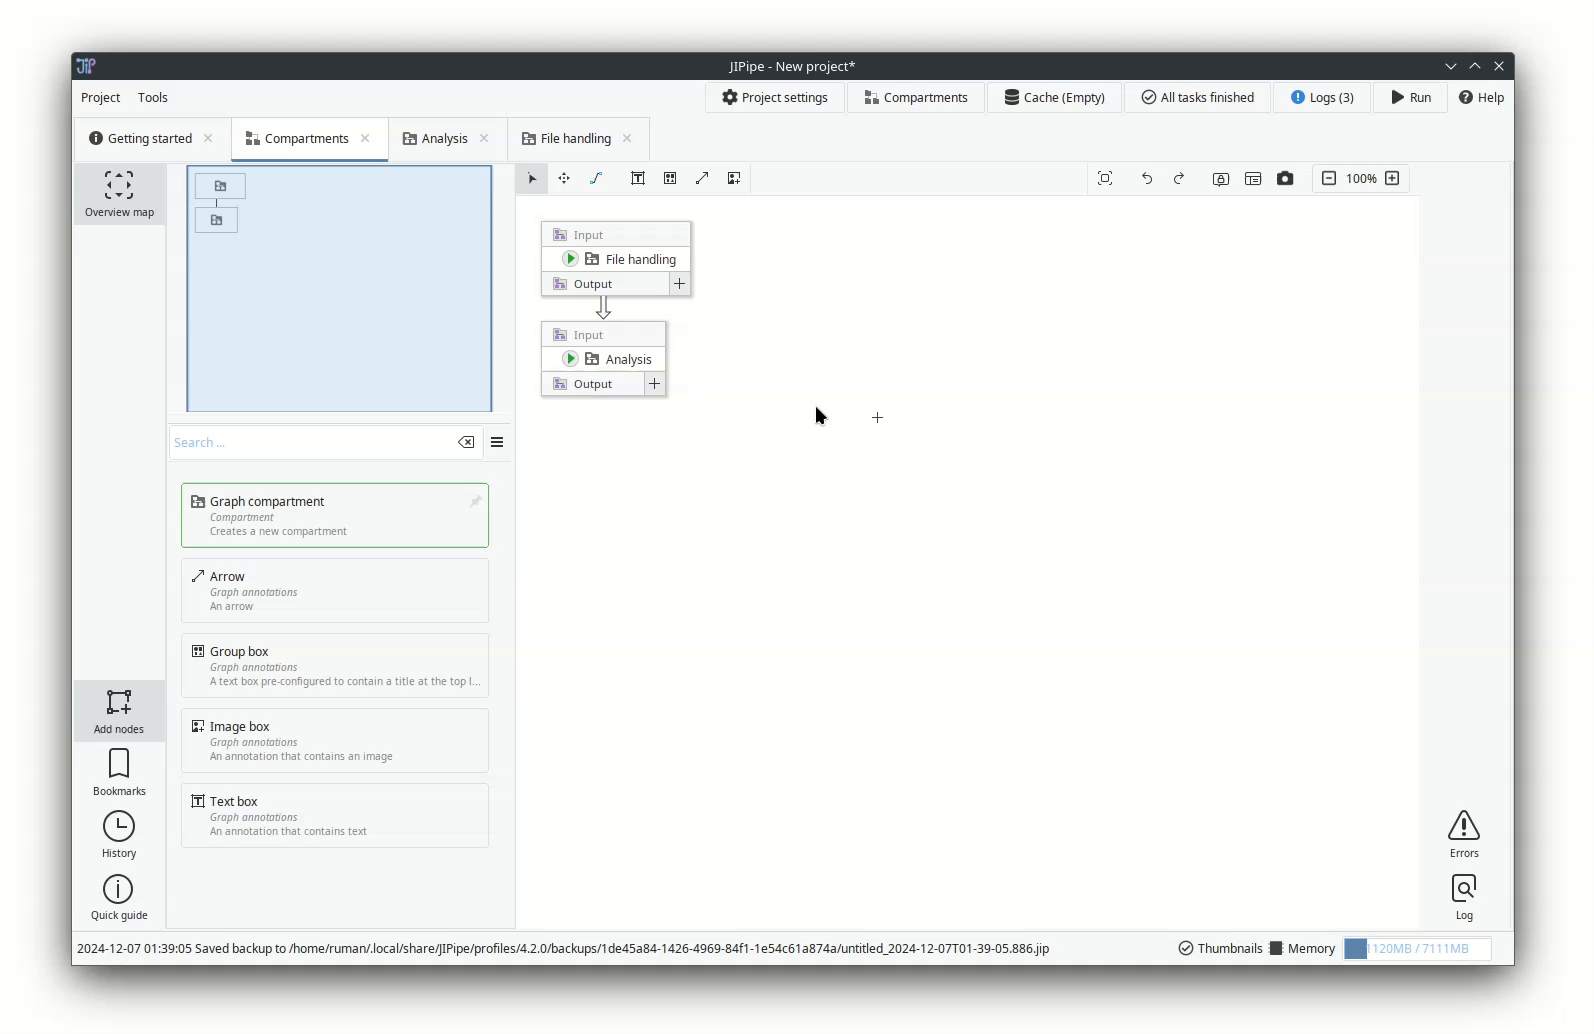 JIPipe - New project*
Project Tools Project settings Compartments Cache (Empty) All tasks finished Logs (3) Run Help
Getting started Compartments Analysis File handling
Overview map
100%
Input
File handling
Output
Input
Analysis
Output
Search ...
Graph compartment
Compartment
Creates a new compartment
Arrow
Graph annotations
An arrow
Group box
Graph annotations
A text box pre-configured to contain a title at the top l...
Image box
Graph annotations
An annotation that contains an image
Text box
Graph annotations
An annotation that contains text
Add nodes
Bookmarks
History
Quick guide
Errors
Log
2024-12-07 01:39:05 Saved backup to /home/ruman/.local/share/JIPipe/profiles/4.2.0/backups/1de45a84-1426-4969-84f1-1e54c61a874a/untitled_2024-12-07T01-39-05.886.jip Thumbnails Memory 1120MB / 7111MB